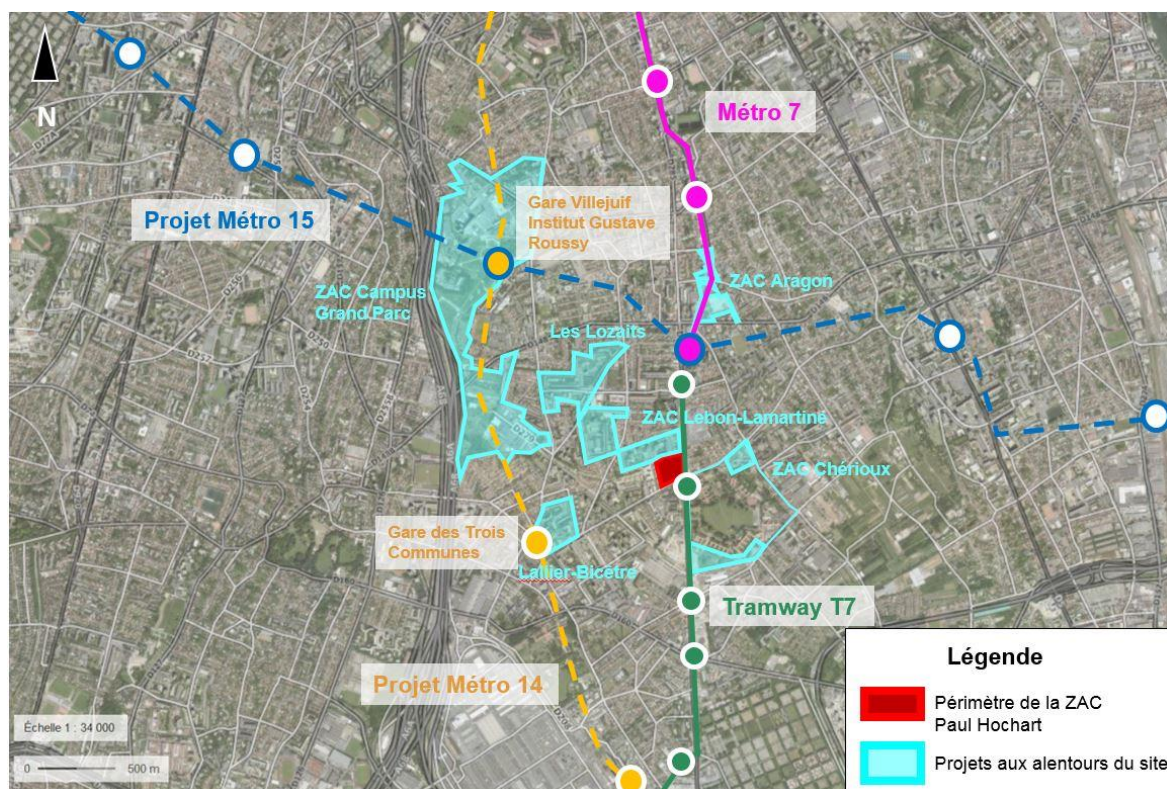 N
Métro 7
Projet Métro 15
Gare Villejuif
Institut Gustave
Roussy
ZAC Campus
Grand Parc
ZAC Aragon
Les Lozaits
ZAC Lebon-Lamartine
ZAC Chérioux
Gare des Trois
Communes
Lallier-Bicêtre
Tramway T7
Projet Métro 14
Légende
Périmètre de la ZAC
Paul Hochart
Projets aux alentours du site
Échelle 1 : 34 000
0 500 m